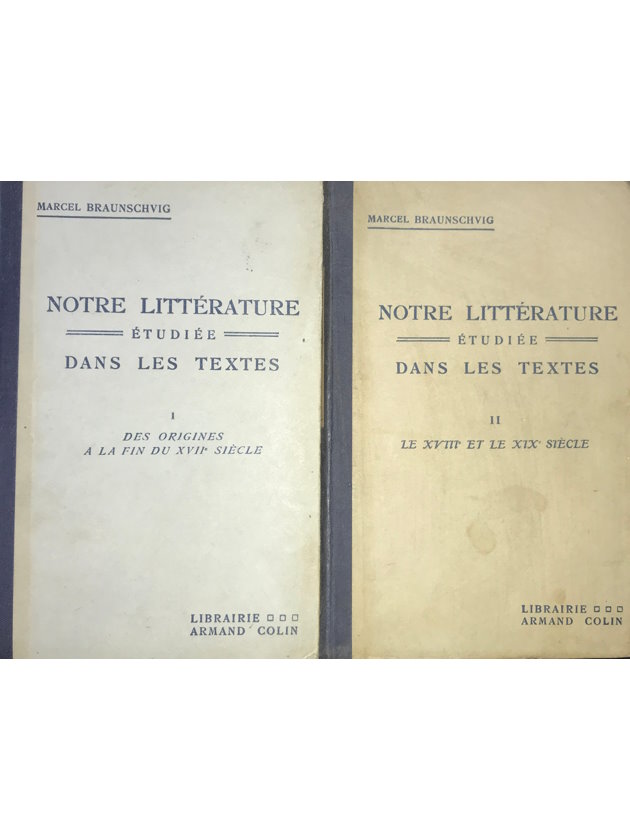 MARCEL BRAUNSCHVIG
NOTRE LITTÉRATURE
ÉTUDIÉE
DANS LES TEXTES
I
DES ORIGINES
A LA FIN DU XVIIe SIÈCLE
LIBRAIRIE □ □ □
ARMAND COLIN
MARCEL BRAUNSCHVIG
NOTRE LITTÉRATURE
ÉTUDIÉE
DANS LES TEXTES
II
LE XVIIIe ET LE XIXe SIÈCLE
LIBRAIRIE □ □ □
ARMAND COLIN